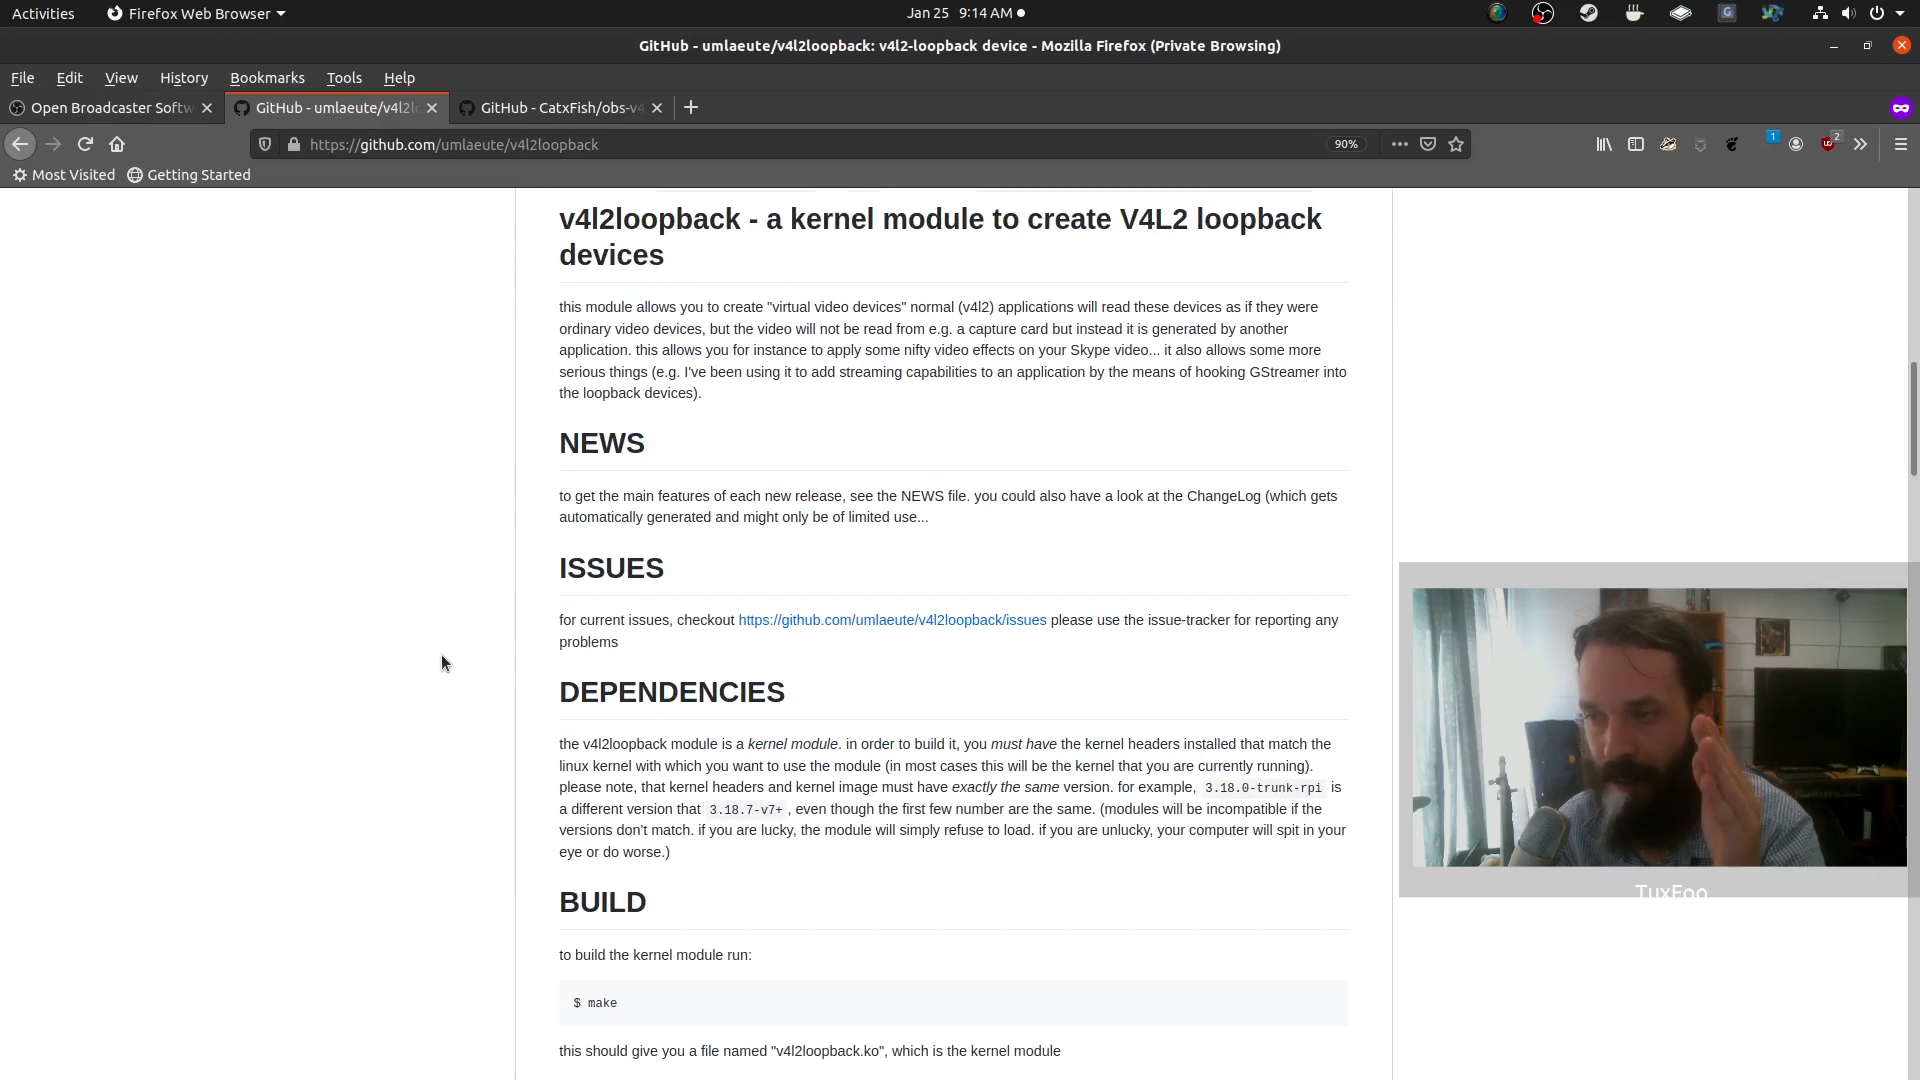 Activities
Firefox Web Browser
Jan 25 9:14 AM
GitHub - umlaeute/v4l2loopback: v4l2-loopback device - Mozilla Firefox (Private Browsing)
File Edit View History Bookmarks Tools Help
Open Broadcaster Softw
GitHub - umlaeute/v4l2l
GitHub - CatxFish/obs-v4
https://github.com/umlaeute/v4l2loopback
90%
1
2
Most Visited
Getting Started
v4l2loopback - a kernel module to create V4L2 loopback
devices
this module allows you to create "virtual video devices" normal (v4l2) applications will read these devices as if they were
ordinary video devices, but the video will not be read from e.g. a capture card but instead it is generated by another
application. this allows you for instance to apply some nifty video effects on your Skype video... it also allows some more
serious things (e.g. I've been using it to add streaming capabilities to an application by the means of hooking GStreamer into
the loopback devices).
NEWS
to get the main features of each new release, see the NEWS file. you could also have a look at the ChangeLog (which gets
automatically generated and might only be of limited use...
ISSUES
for current issues, checkout https://github.com/umlaeute/v4l2loopback/issues please use the issue-tracker for reporting any
problems
DEPENDENCIES
the v4l2loopback module is a kernel module. in order to build it, you must have the kernel headers installed that match the
linux kernel with which you want to use the module (in most cases this will be the kernel that you are currently running).
please note, that kernel headers and kernel image must have exactly the same version. for example, 3.18.0-trunk-rpi is
a different version that 3.18.7-v7+ , even though the first few number are the same. (modules will be incompatible if the
versions don't match. if you are lucky, the module will simply refuse to load. if you are unlucky, your computer will spit in your
eye or do worse.)
TuxFoo
BUILD
to build the kernel module run:
$ make
this should give you a file named "v4l2loopback.ko", which is the kernel module